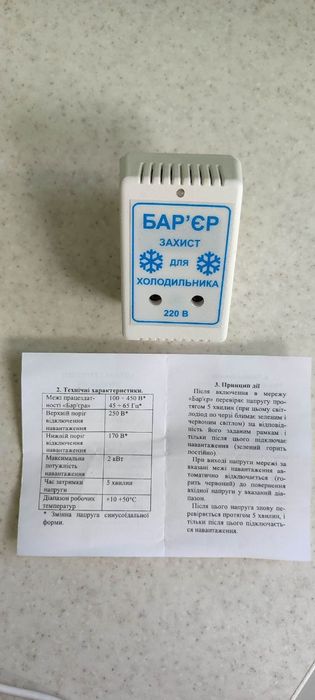 БАР'ЄР
ЗАХИСТ
ДЛЯ
ХОЛОДИЛЬНИКА
220 В
2. Технічні характеристики.
Межі працездат- 100 - 450 В*
ності «Бар'єра» 45 ÷ 65 Гц*
Верхній поріг 250 В*
відключення
навантаження
Нижній поріг 170 В*
відключення
навантаження
Максимальна 2 кВт
потужність
навантаження
Час затримки 5 хвилин
напруги
Діапазон робочих +10 +50°С
температур
* Змінна напруга синусоїдальної
форми.
3. Принцип дії
Після включення в мережу
«Бар'єр» перевіряє напругу про-
тягом 5 хвилин (при цьому світ-
лодіод по черзі блимає зеленим і
червоним світлом) на відповід-
ність його заданим рамкам і
тільки після цього підключає
навантаження (зелений горить
постійно).
При виході напруги мережі за
вказані межі навантаження ав-
томатично відключається (го-
рить червоний) до повернення
вхідної напруги у вказаний діа-
пазон.
Після цього напруга знову пе-
ревіряється протягом 5 хвилин, і
тільки після цього підключаєть-
ся навантаження.